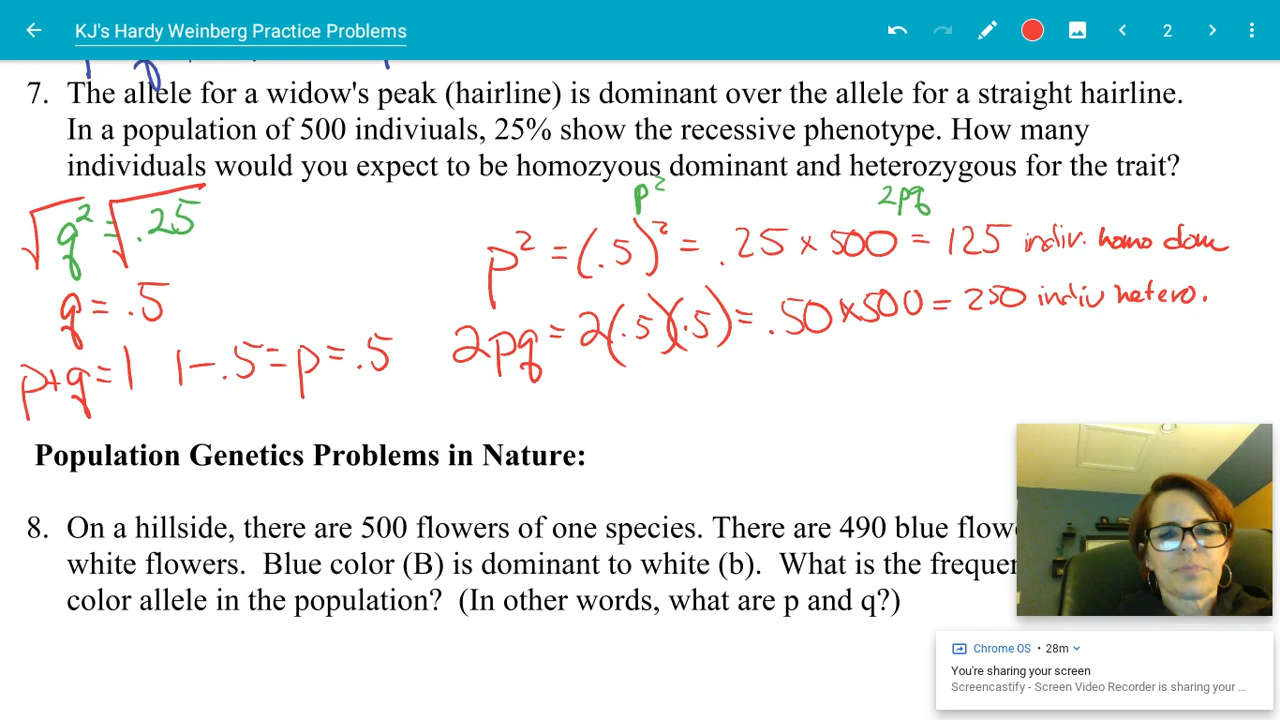 KJ's Hardy Weinberg Practice Problems
2
7. The allele for a widow's peak (hairline) is dominant over the allele for a straight hairline.
In a population of 500 indiviuals, 25% show the recessive phenotype. How many
individuals would you expect to be homozyous dominant and heterozygous for the trait?
p² 2pq
√q² = √.25
p² = (.5)² = .25 × 500 = 125 indiv. homo dom
q = .5
2pq = 2(.5)(.5) = .50 × 500 = 250 indiv hetero.
p+q=1 1-.5=p=.5
Population Genetics Problems in Nature:
8. On a hillside, there are 500 flowers of one species. There are 490 blue flow
white flowers. Blue color (B) is dominant to white (b). What is the frequen
color allele in the population? (In other words, what are p and q?)
Chrome OS • 28m
You're sharing your screen
Screencastify - Screen Video Recorder is sharing your ...